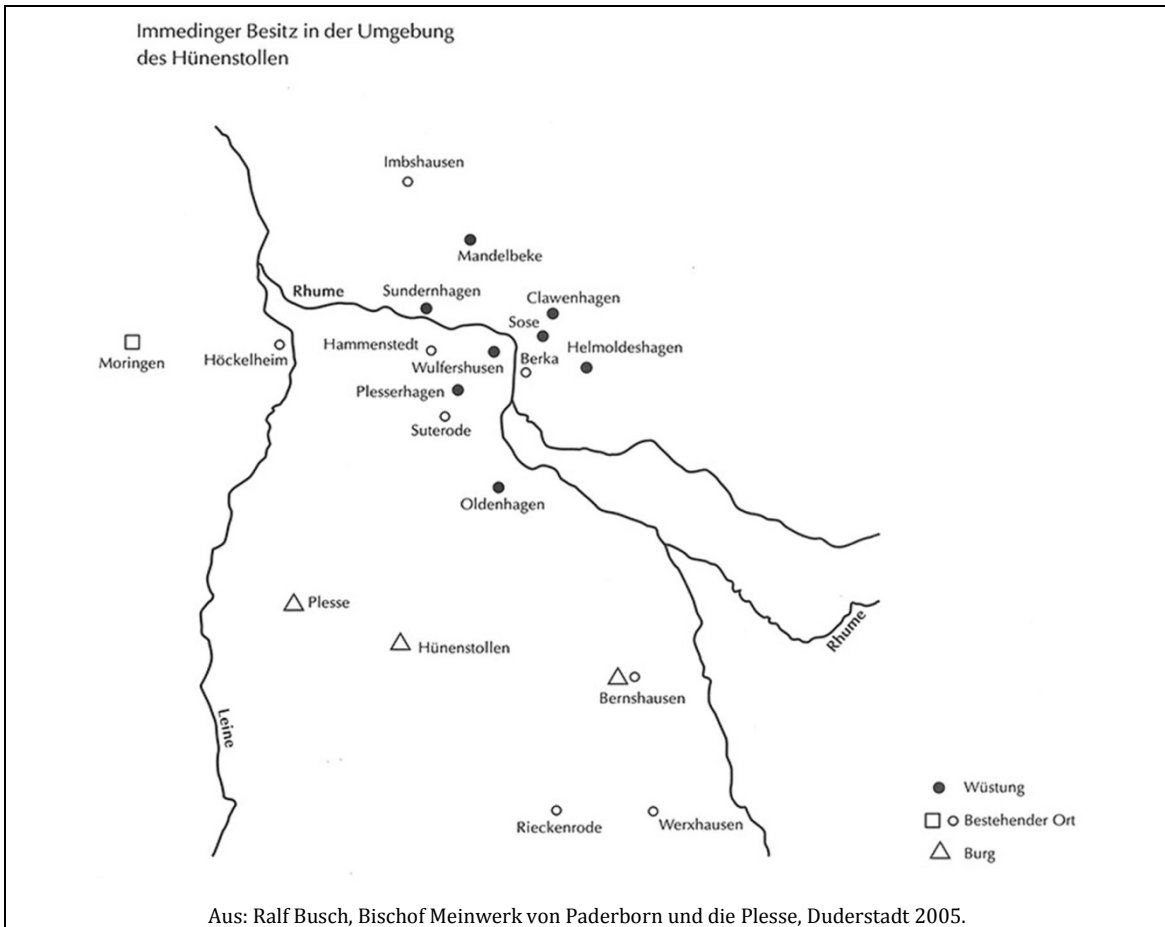 Immedinger Besitz in der Umgebung
des Hünenstollen
Imbshausen
Mandelbeke
Rhume
Sundernhagen
Clawenhagen
Sose
Moringen
Höckelheim
Hammenstedt
Wulfershusen
Berka
Helmoldeshagen
Plesserhagen
Suterode
Oldenhagen
Plesse
Hünenstollen
Rhume
Bernshausen
Leine
Rieckenrode
Werxhausen
Wüstung
Bestehender Ort
Burg
Aus: Ralf Busch, Bischof Meinwerk von Paderborn und die Plesse, Duderstadt 2005.